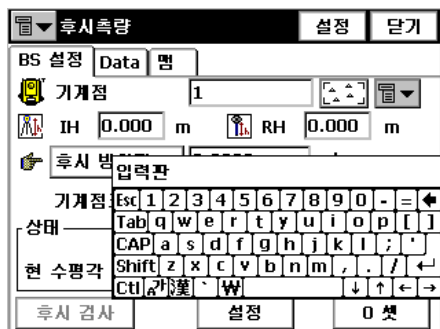 후시측량 설정 닫기
BS 설정 Data 맵
기계점 1
IH 0.000 m RH 0.000 m
후시
입력판
기계점
Esc 1 2 3 4 5 6 7 8 9 0 - =
상태
Tab q w e r t y u i o p [ ]
CAP a s d f g h j k l ; '
현 수평각
Shift z x c v b n m , . /
Ctl 가 漢 ` ₩ ↓ ↑ ← →
후시 검사 설정 0 셋